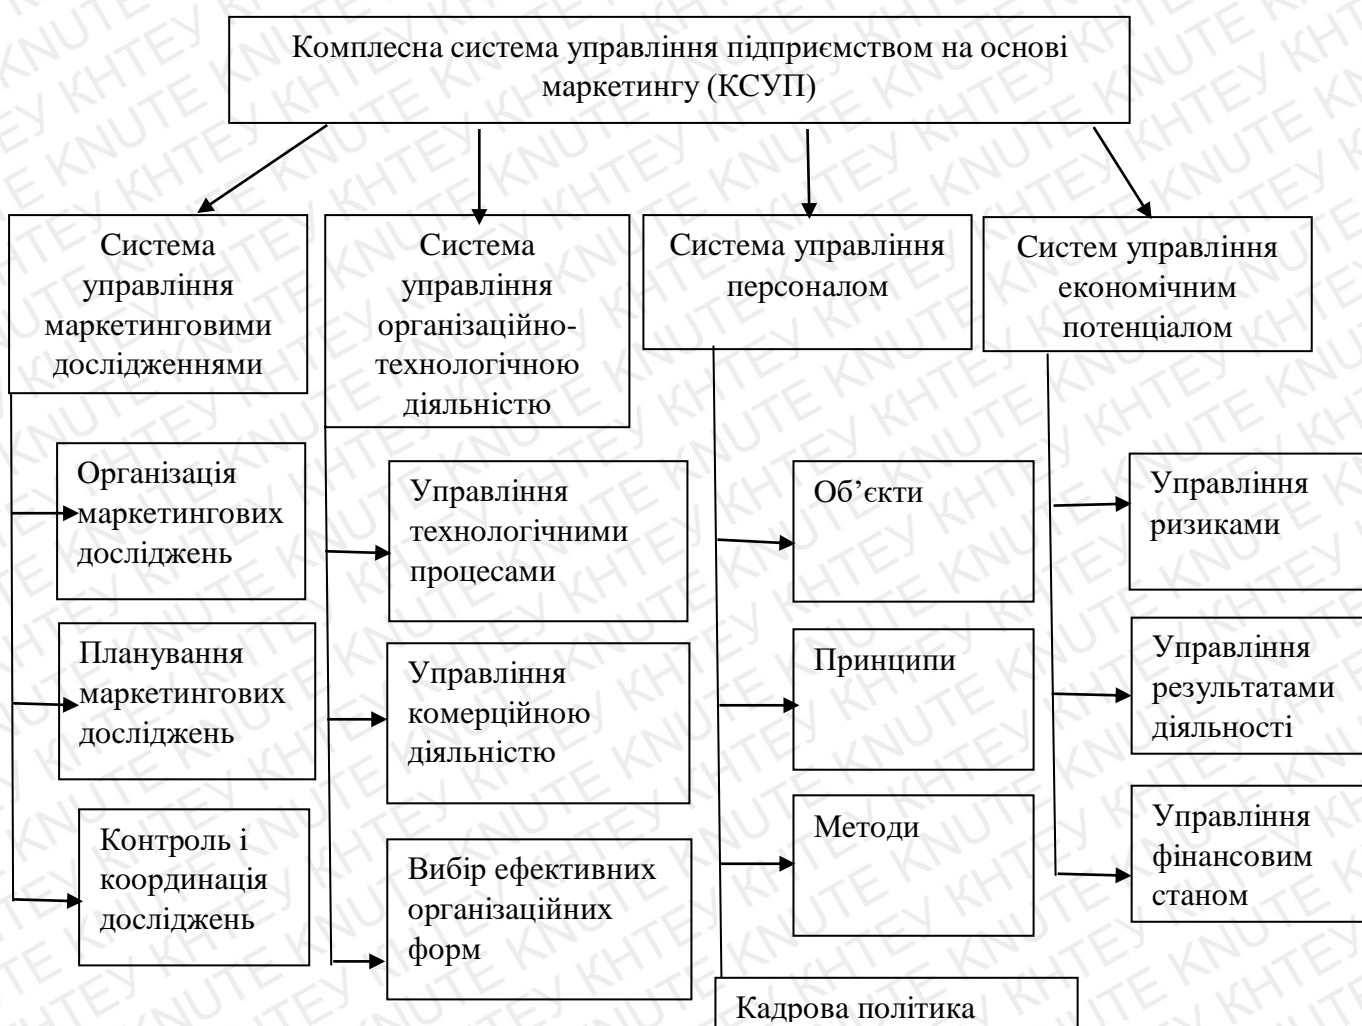 Комплесна система управління підприємством на основі
маркетингу (КСУП)
Система
управління
маркетинговими
дослідженнями
Система
управління
організаційно-
технологічною
діяльністю
Система управління
персоналом
Систем управління
економічним
потенціалом
Організація
маркетингових
досліджень
Планування
маркетингових
досліджень
Контроль і
координація
досліджень
Управління
технологічними
процесами
Управління
комерційною
діяльністю
Вибір ефективних
організаційних
форм
Об’єкти
Принципи
Методи
Кадрова політика
Управління
ризиками
Управління
результатами
діяльності
Управління
фінансовим
станом